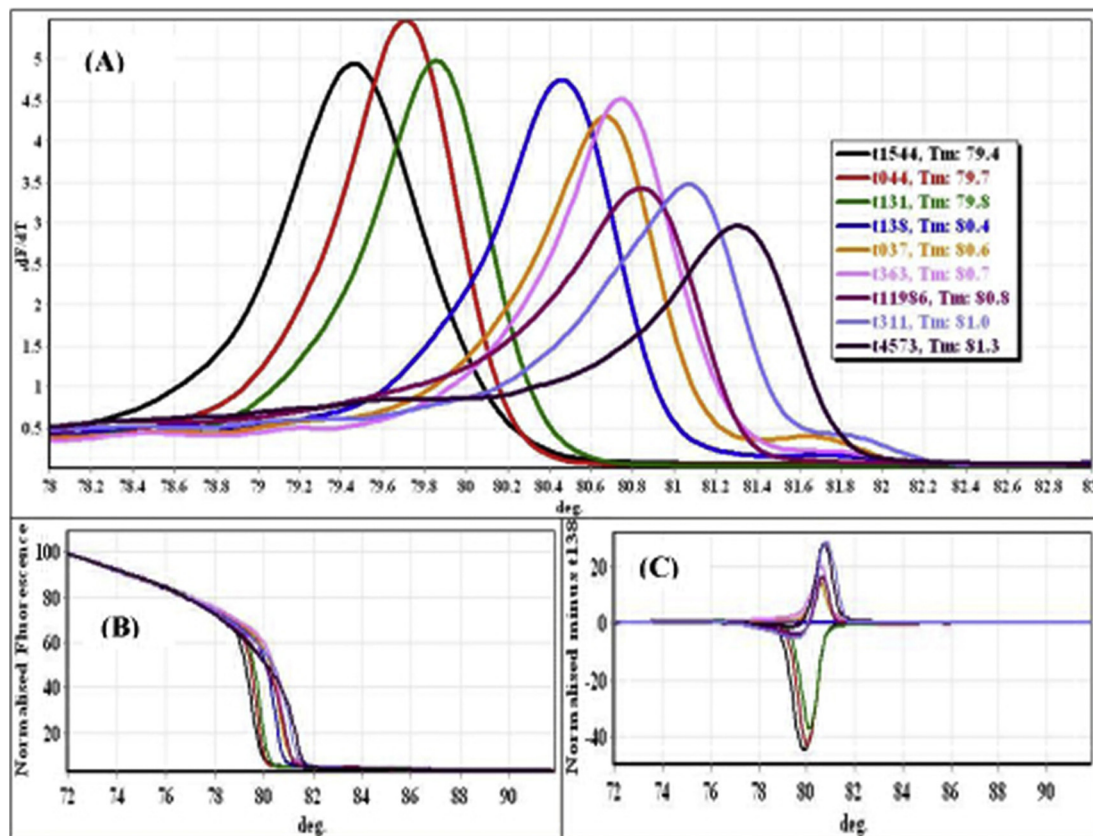 (A)
5
4.5
4
3.5
3
2.5
2
1.5
1
0.5
dF/dT
t1544, Tm: 79.4
t044, Tm: 79.7
t131, Tm: 79.8
t138, Tm: 80.4
t037, Tm: 80.6
t363, Tm: 80.7
t11986, Tm: 80.8
t311, Tm: 81.0
t4573, Tm: 81.3
78 78.2 78.4 78.6 78.8 79 79.2 79.4 79.6 79.8 80 80.2 80.4 80.6 80.8 81 81.2 81.4 81.6 81.8 82 82.2 82.4 82.6 82.8
deg.
Normalised Fluorescence
100
80
60
40
20
(B)
72 74 76 78 80 82 84 86 88 90
deg.
Normalised minus t138
20
0
-20
-40
(C)
72 74 76 78 80 82 84 86 88 90
deg.